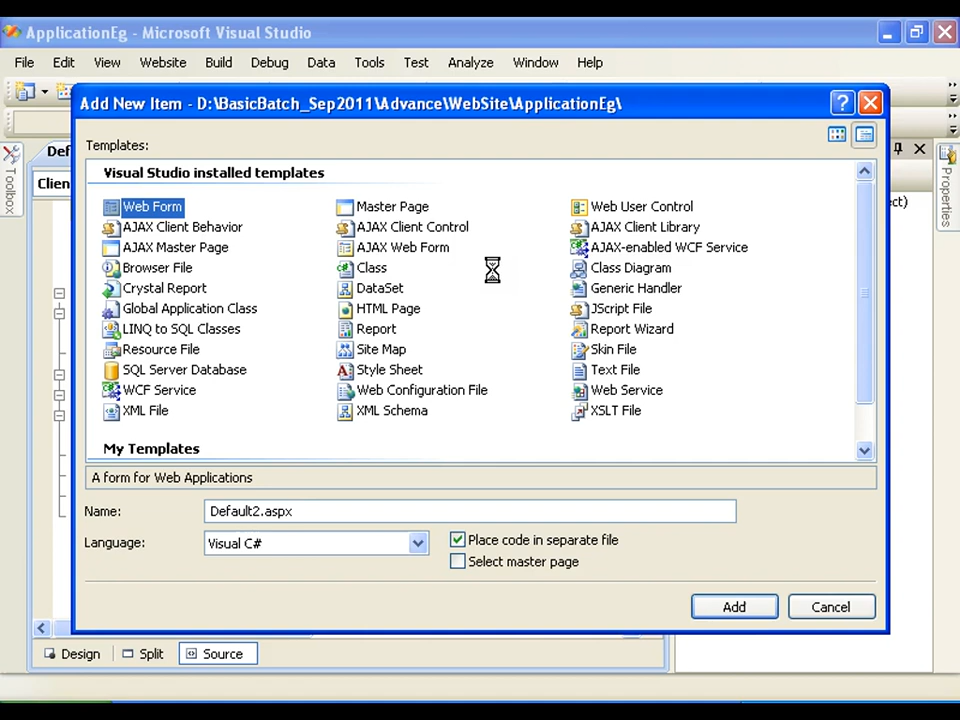 ApplicationEg - Microsoft Visual Studio
File Edit View Website Build Debug Data Tools Test Analyze Window Help
Add New Item - D:\BasicBatch_Sep2011\Advance\WebSite\ApplicationEg\
Templates:
Def
Clien
ct)
Toolbox
Properties
Visual Studio installed templates
Web Form Master Page Web User Control
AJAX Client Behavior AJAX Client Control AJAX Client Library
AJAX Master Page AJAX Web Form AJAX-enabled WCF Service
Browser File Class Class Diagram
Crystal Report DataSet Generic Handler
Global Application Class HTML Page JScript File
LINQ to SQL Classes Report Report Wizard
Resource File Site Map Skin File
SQL Server Database Style Sheet Text File
WCF Service Web Configuration File Web Service
XML File XML Schema XSLT File
My Templates
A form for Web Applications
Name: Default2.aspx
Language: Visual C# Place code in separate file
Select master page
Add Cancel
Design Split Source